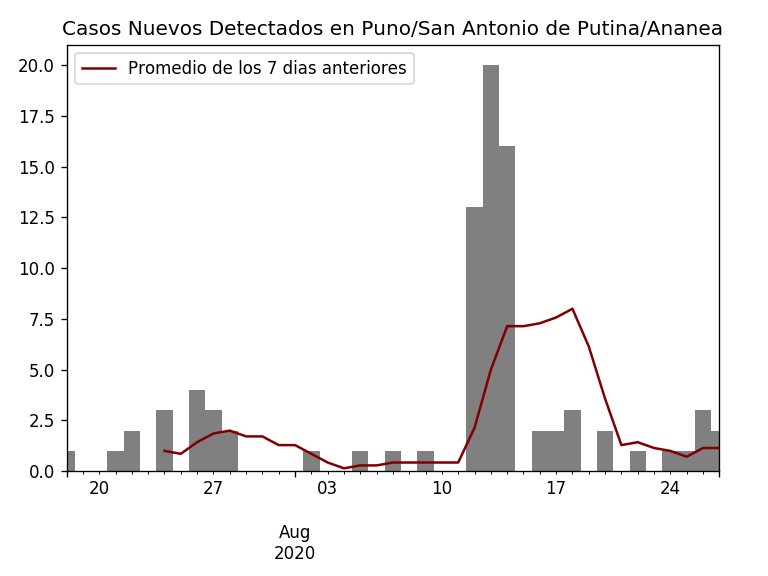 Casos Nuevos Detectados en Puno/San Antonio de Putina/Ananea
Promedio de los 7 dias anteriores
20.0
17.5
15.0
12.5
10.0
7.5
5.0
2.5
0.0
20 27 03 10 17 24
Aug
2020